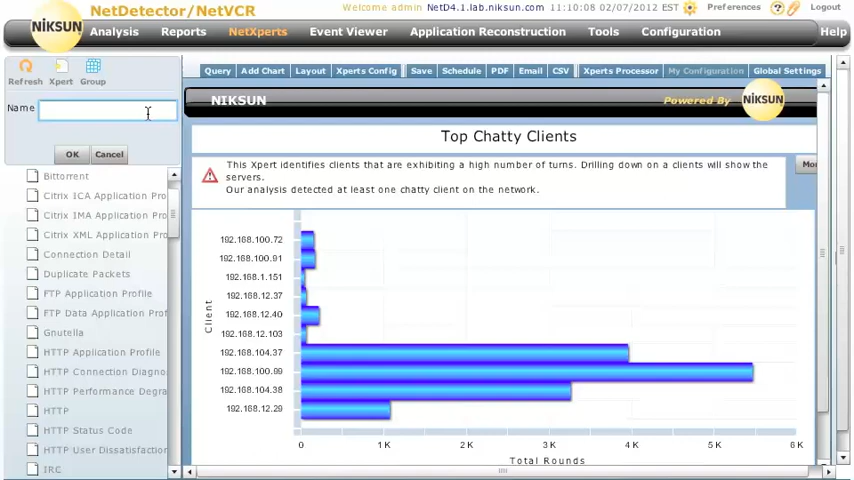 NetDetector/NetVCR
Welcome admin NetD4.1.lab.niksun.com 11:10:08 02/07/2012 EST Preferences Logout
NIKSUN
Analysis Reports NetXperts Event Viewer Application Reconstruction Tools Configuration Help
Refresh Xpert Group
Query Add Chart Layout Xperts Config Save Schedule PDF Email CSV Xperts Processor My Configuration Global Settings
Name
OK Cancel
NIKSUN
Powered By NIKSUN
Top Chatty Clients
This Xpert identifies clients that are exhibiting a high number of turns. Drilling down on a clients will show the
servers.
Our analysis detected at least one chatty client on the network.
Mor
Bittorrent
Citrix ICA Application Pro
Citrix IMA Application Pro
Citrix XML Application Pro
Connection Detail
Duplicate Packets
FTP Application Profile
FTP Data Application Prof
Gnutella
HTTP Application Profile
HTTP Connection Diagno
HTTP Performance Degra
HTTP
HTTP Status Code
HTTP User Dissatisfaction
IRC
Client
192.168.100.72
192.168.100.91
192.168.1.151
192.168.12.37
192.168.12.40
192.168.12.103
192.168.104.37
192.168.100.99
192.168.104.38
192.168.12.29
0 1 K 2 K 3 K 4 K 5 K 6 K
Total Rounds